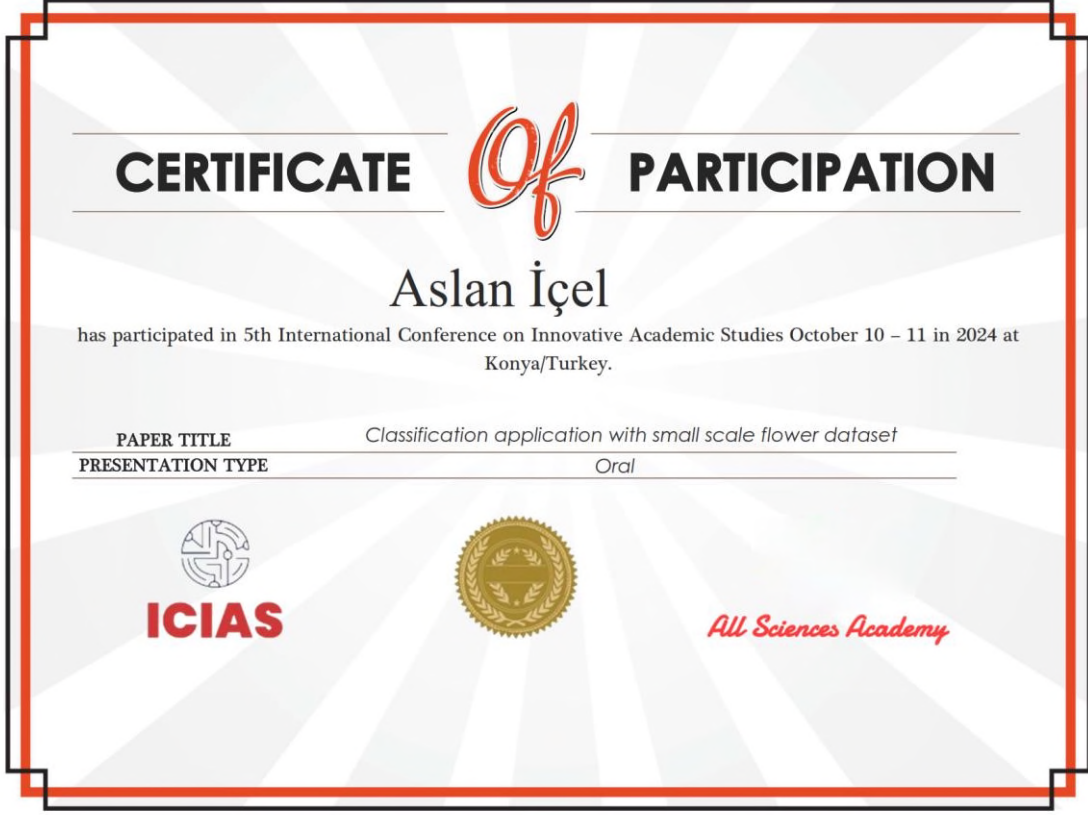 CERTIFICATE Of PARTICIPATION
Aslan İçel
has participated in 5th International Conference on Innovative Academic Studies October 10 – 11 in 2024 at
Konya/Turkey.
PAPER TITLE Classification application with small scale flower dataset
PRESENTATION TYPE Oral
ICIAS
All Sciences Academy